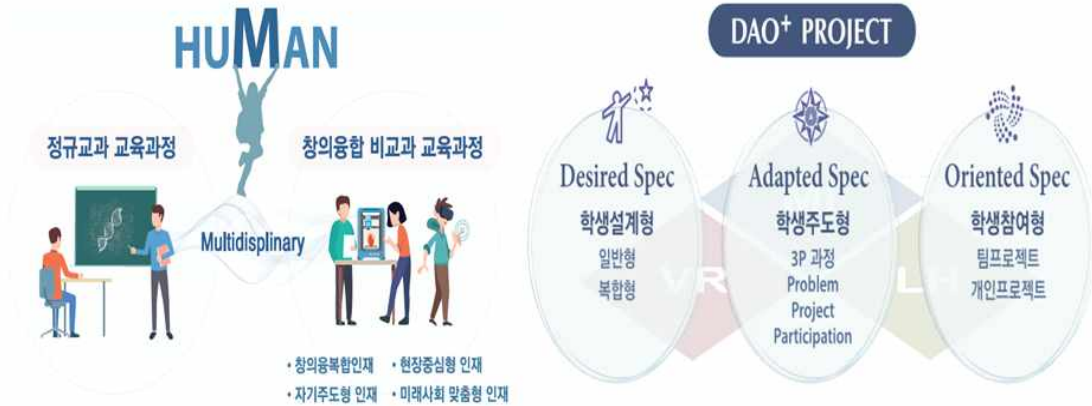 HUMAN
정규교과 교육과정
창의융합 비교과 교육과정
Multidisplinary
• 창의융복합인재 • 현장중심형 인재
• 자기주도형 인재 • 미래사회 맞춤형 인재
DAO+ PROJECT
Desired Spec
학생설계형
일반형
복합형
Adapted Spec
학생주도형
3P 과정
Problem
Project
Participation
Oriented Spec
학생참여형
팀프로젝트
개인프로젝트
VR